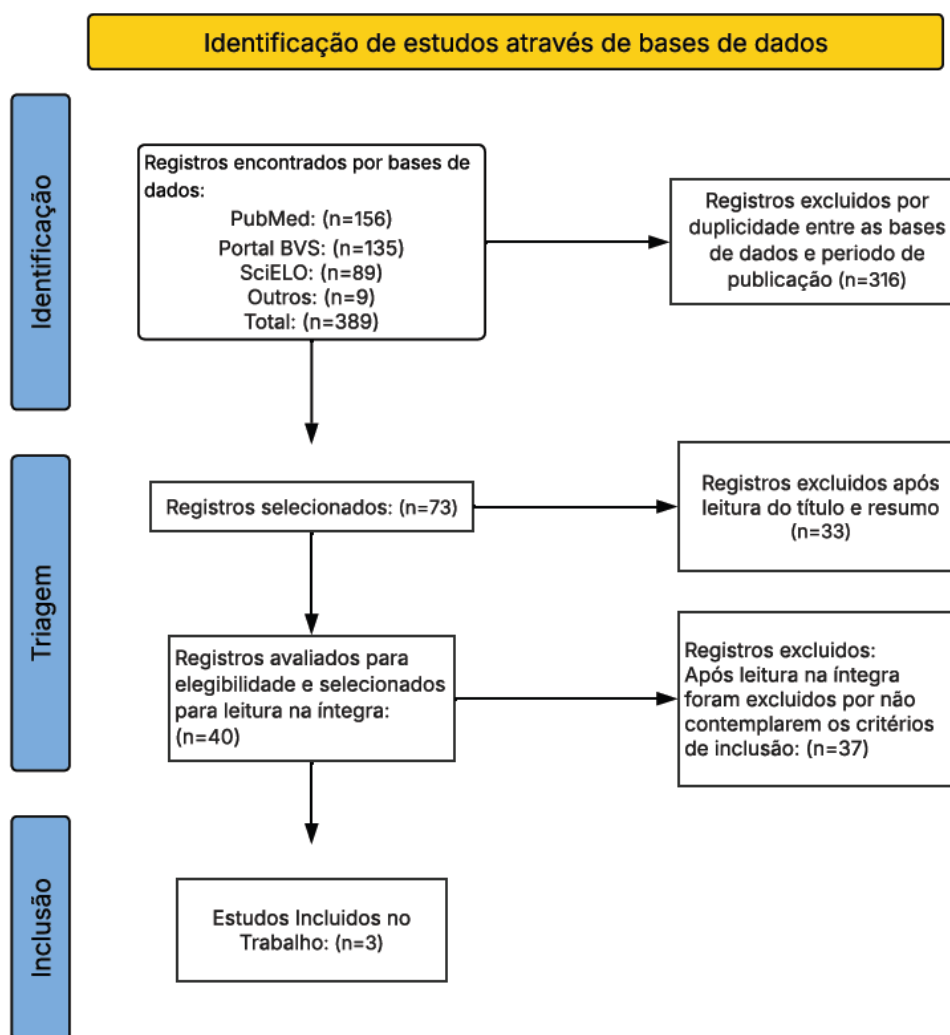 Identificação de estudos através de bases de dados
Identificação
Registros encontrados por bases de
dados:
PubMed: (n=156)
Portal BVS: (n=135)
SciELO: (n=89)
Outros: (n=9)
Total: (n=389)
Registros excluidos por
duplicidade entre as bases
de dados e periodo de
publicação (n=316)
Triagem
Registros selecionados: (n=73)
Registros excluidos após
leitura do título e resumo
(n=33)
Registros avaliados para
elegibilidade e selecionados
para leitura na íntegra:
(n=40)
Registros excluidos:
Após leitura na íntegra
foram excluidos por não
contemplarem os critérios
de inclusão: (n=37)
Inclusão
Estudos Incluidos no
Trabalho: (n=3)